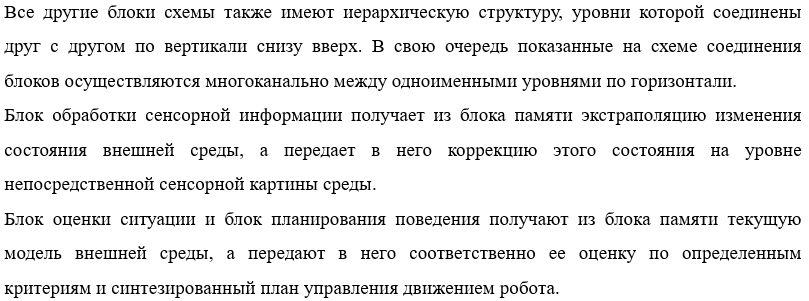 Все другие блоки схемы также имеют иерархическую структуру, уровни которой соединены
друг с другом по вертикали снизу вверх. В свою очередь показанные на схеме соединения
блоков осуществляются многоканально между одноименными уровнями по горизонтали.
Блок обработки сенсорной информации получает из блока памяти экстраполяцию изменения
состояния внешней среды, а передает в него коррекцию этого состояния на уровне
непосредственной сенсорной картины среды.
Блок оценки ситуации и блок планирования поведения получают из блока памяти текущую
модель внешней среды, а передают в него соответственно ее оценку по определенным
критериям и синтезированный план управления движением робота.